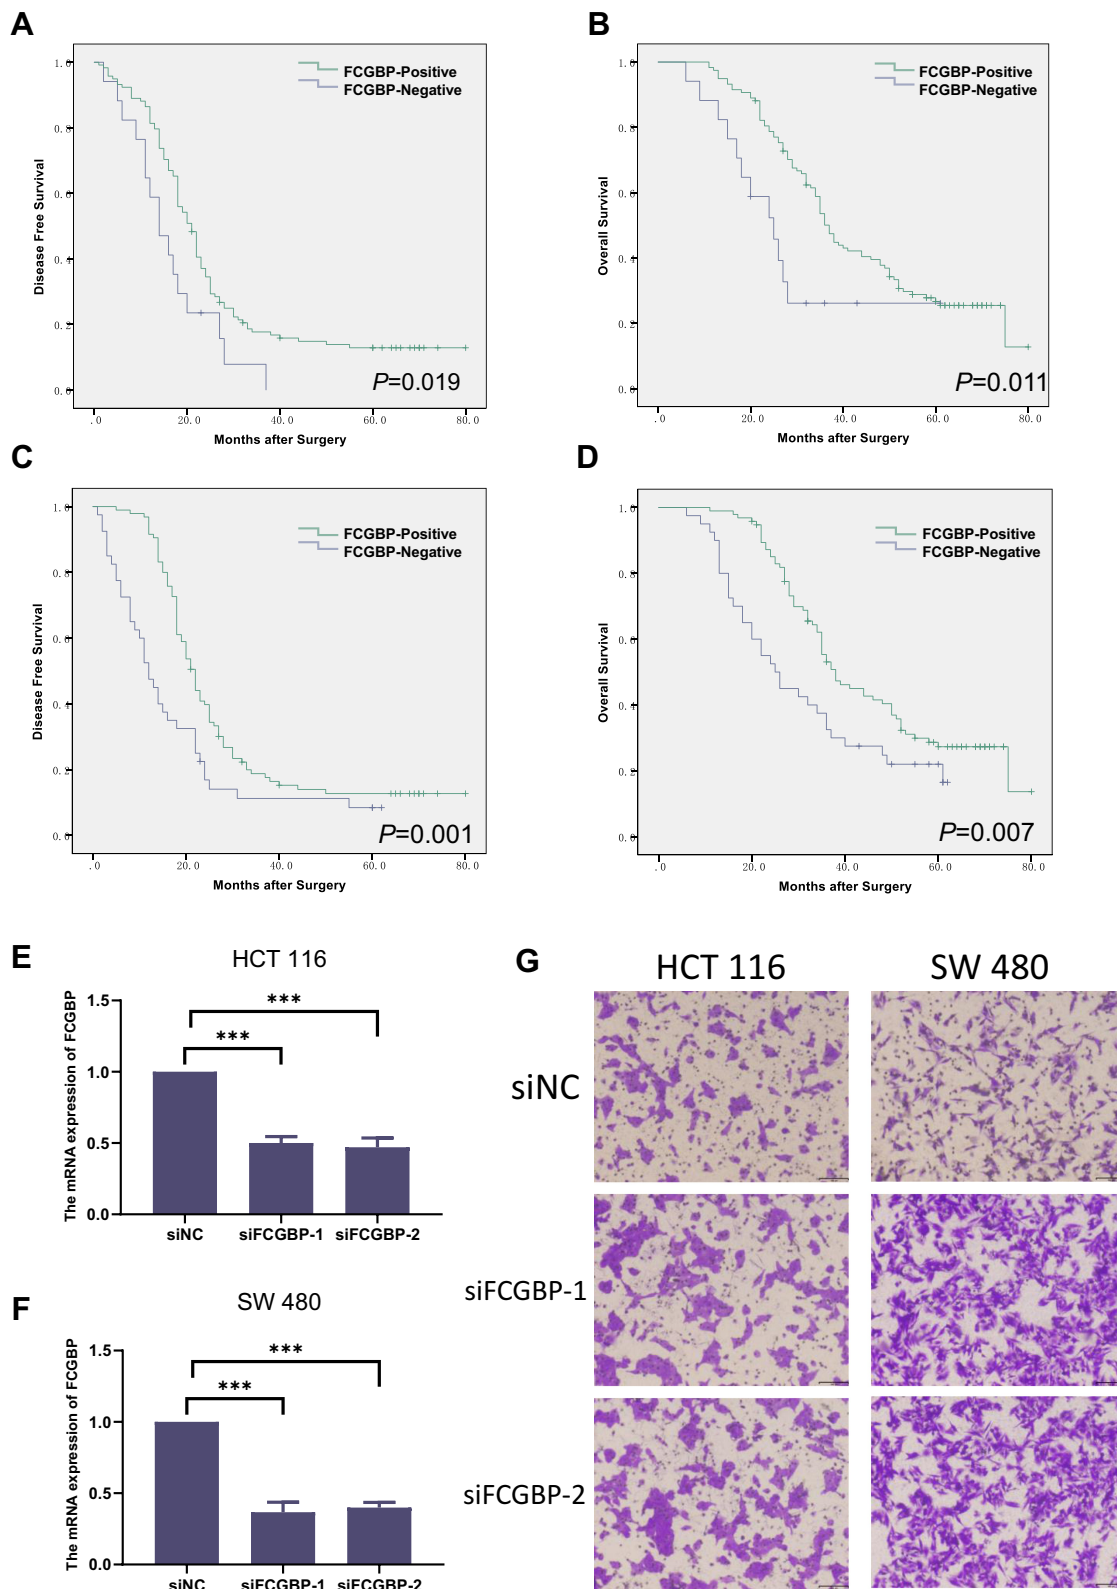 A
B
FCGBP-Positive
FCGBP-Negative
Disease Free Survival
P=0.019
.0
20.0
40.0
60.0
80.0
Months after Surgery
FCGBP-Positive
FCGBP-Negative
Overall Survival
P=0.011
.0
20.0
40.0
60.0
80.0
Months after Surgery
C
D
FCGBP-Positive
FCGBP-Negative
Disease Free Survival
P=0.001
.0
20.0
40.0
60.0
80.0
Months after Surgery
FCGBP-Positive
FCGBP-Negative
Overall Survival
P=0.007
.0
20.0
40.0
60.0
80.0
Months after Surgery
E
HCT 116
The mRNA expression of FCGBP
1.5
1.0
0.5
0.0
***
***
siNC
siFCGBP-1
siFCGBP-2
F
SW 480
The mRNA expression of FCGBP
1.5
1.0
0.5
0.0
***
***
siNC
siFCGBP-1
siFCGBP-2
G
HCT 116
SW 480
siNC
siFCGBP-1
siFCGBP-2